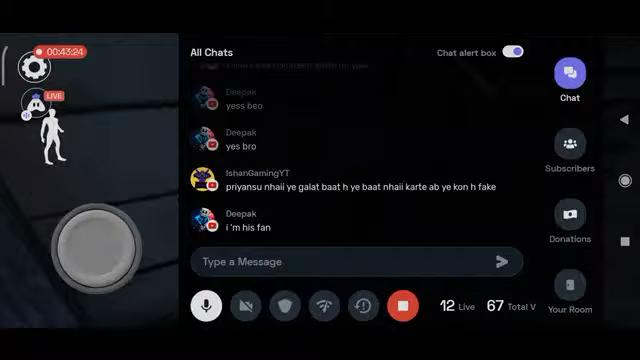 00:43:24
LIVE
All Chats
Chat alert box
Deepak
yess beo
Deepak
yes bro
IshanGamingYT
priyansu nhaii ye galat baat h ye baat nhaii karte ab ye kon h fake
Deepak
i 'm his fan
Type a Message
12 Live
67 Total V
Chat
Subscribers
Donations
Your Room